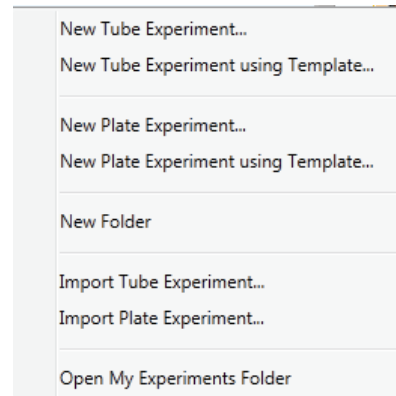 New Tube Experiment...
New Tube Experiment using Template...
New Plate Experiment...
New Plate Experiment using Template...
New Folder
Import Tube Experiment...
Import Plate Experiment...
Open My Experiments Folder